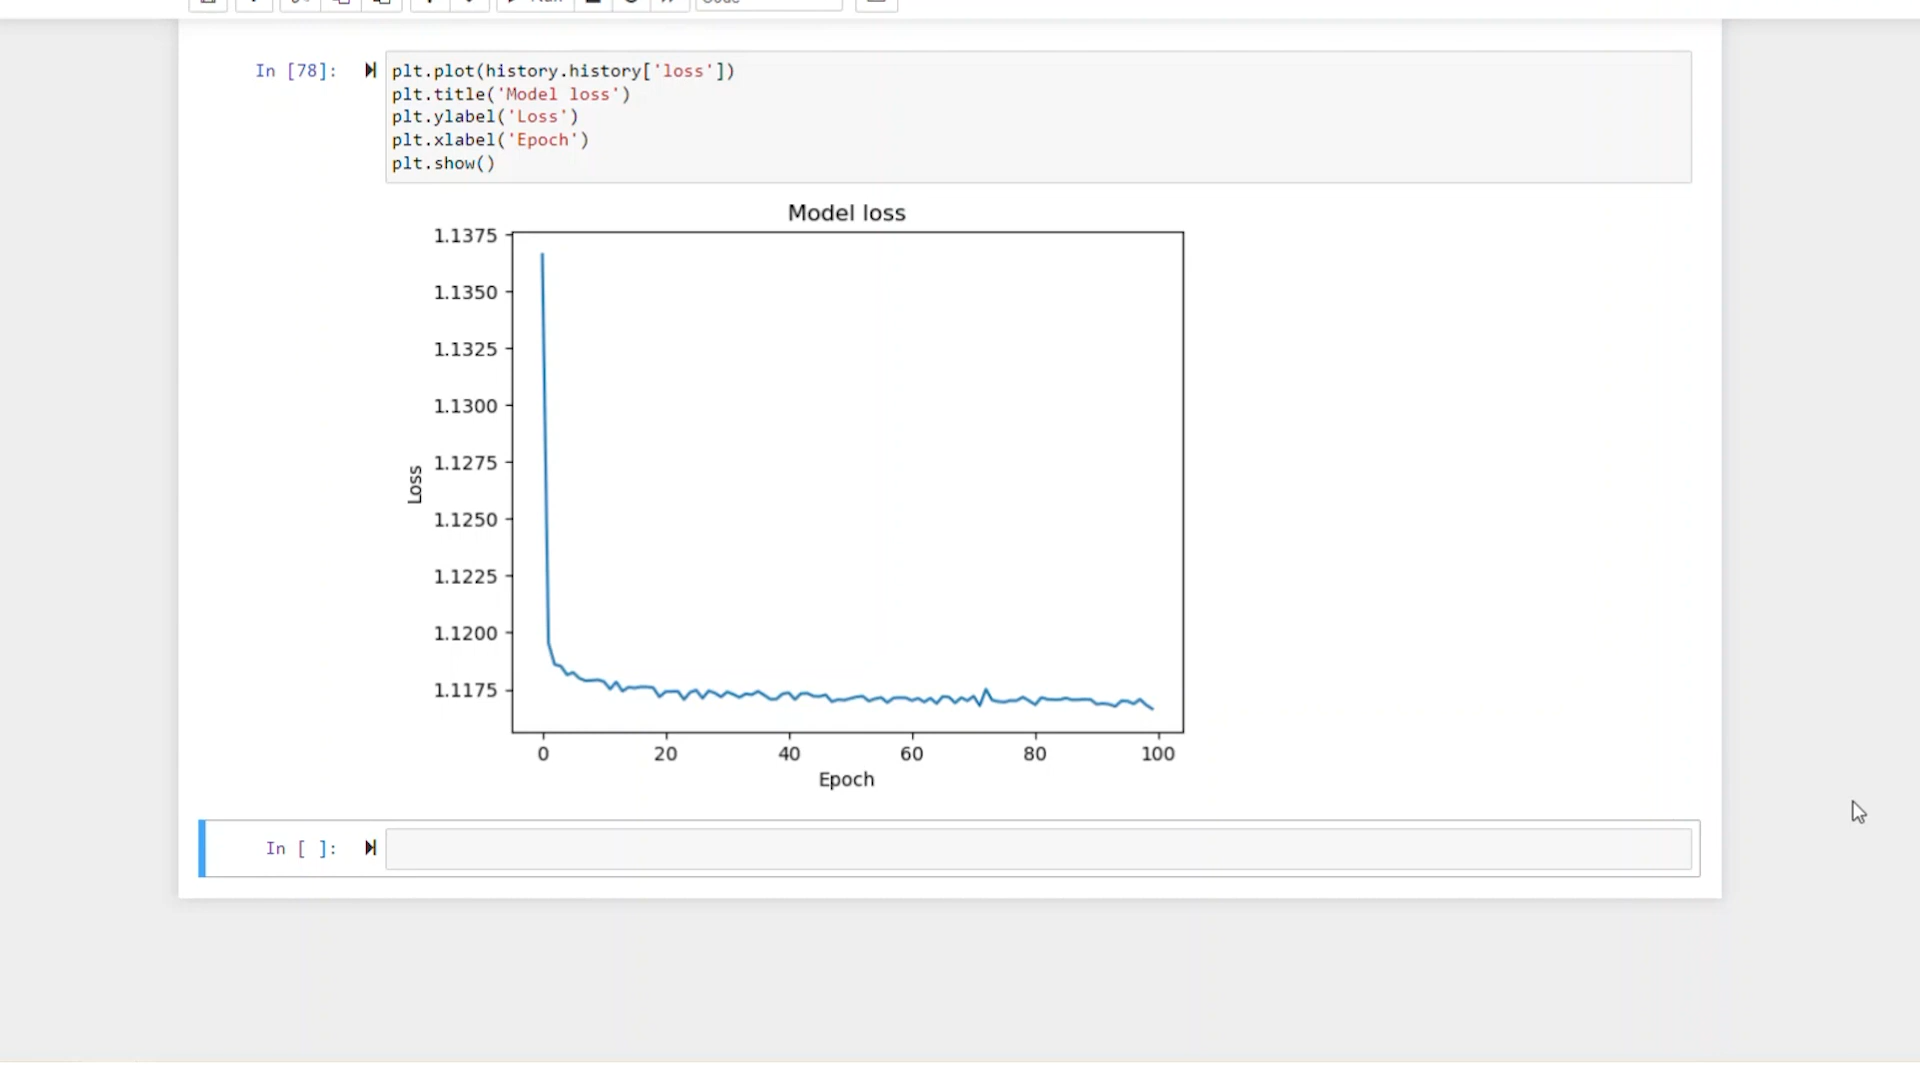 In [78]:
plt.plot(history.history['loss'])
plt.title('Model loss')
plt.ylabel('Loss')
plt.xlabel('Epoch')
plt.show()
Model loss
1.1375
1.1350
1.1325
1.1300
1.1275
1.1250
1.1225
1.1200
1.1175
Loss
0 20 40 60 80 100
Epoch
In [ ]: